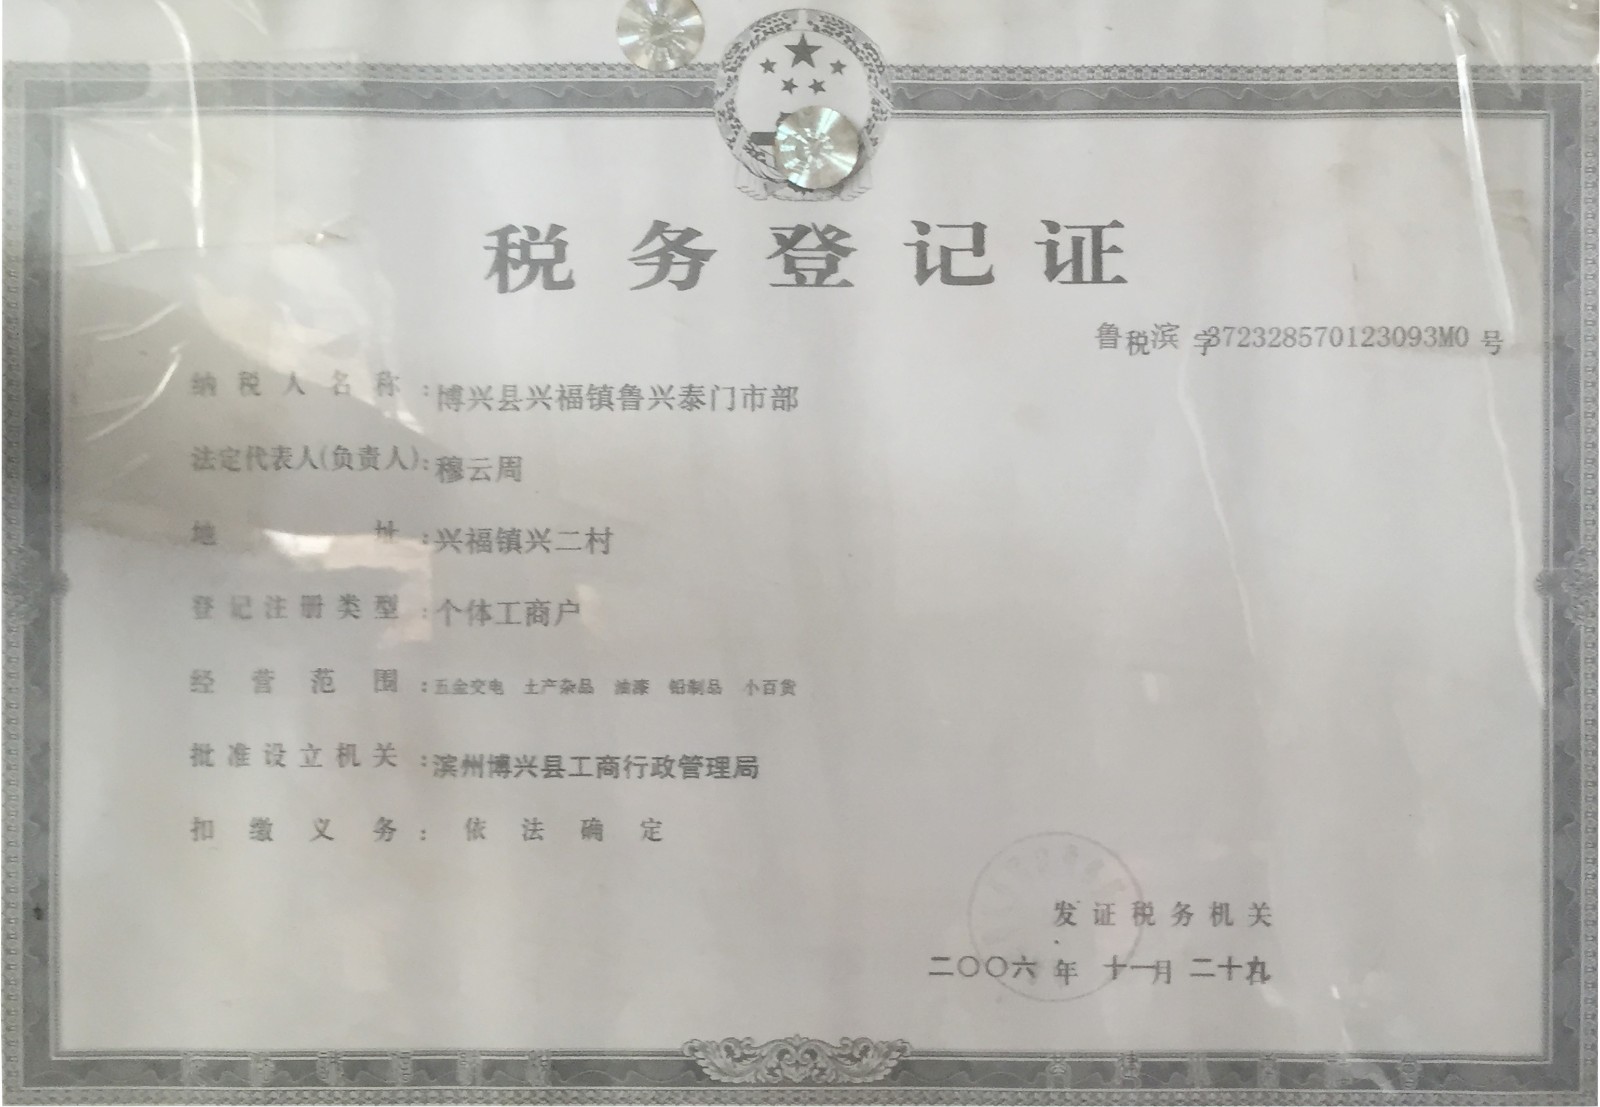 税务登记证
鲁税滨字372328570123093M0号
纳税人名称:博兴县兴福镇鲁兴泰门市部
法定代表人(负责人):穆云周
地址:兴福镇兴二村
登记注册类型:个体工商户
经营范围:五金交电 土产杂品 油漆 铝制品 小百货
批准设立机关:滨州博兴县工商行政管理局
扣缴义务:依法确定
发证税务机关
二〇〇六年 十一月 二十九